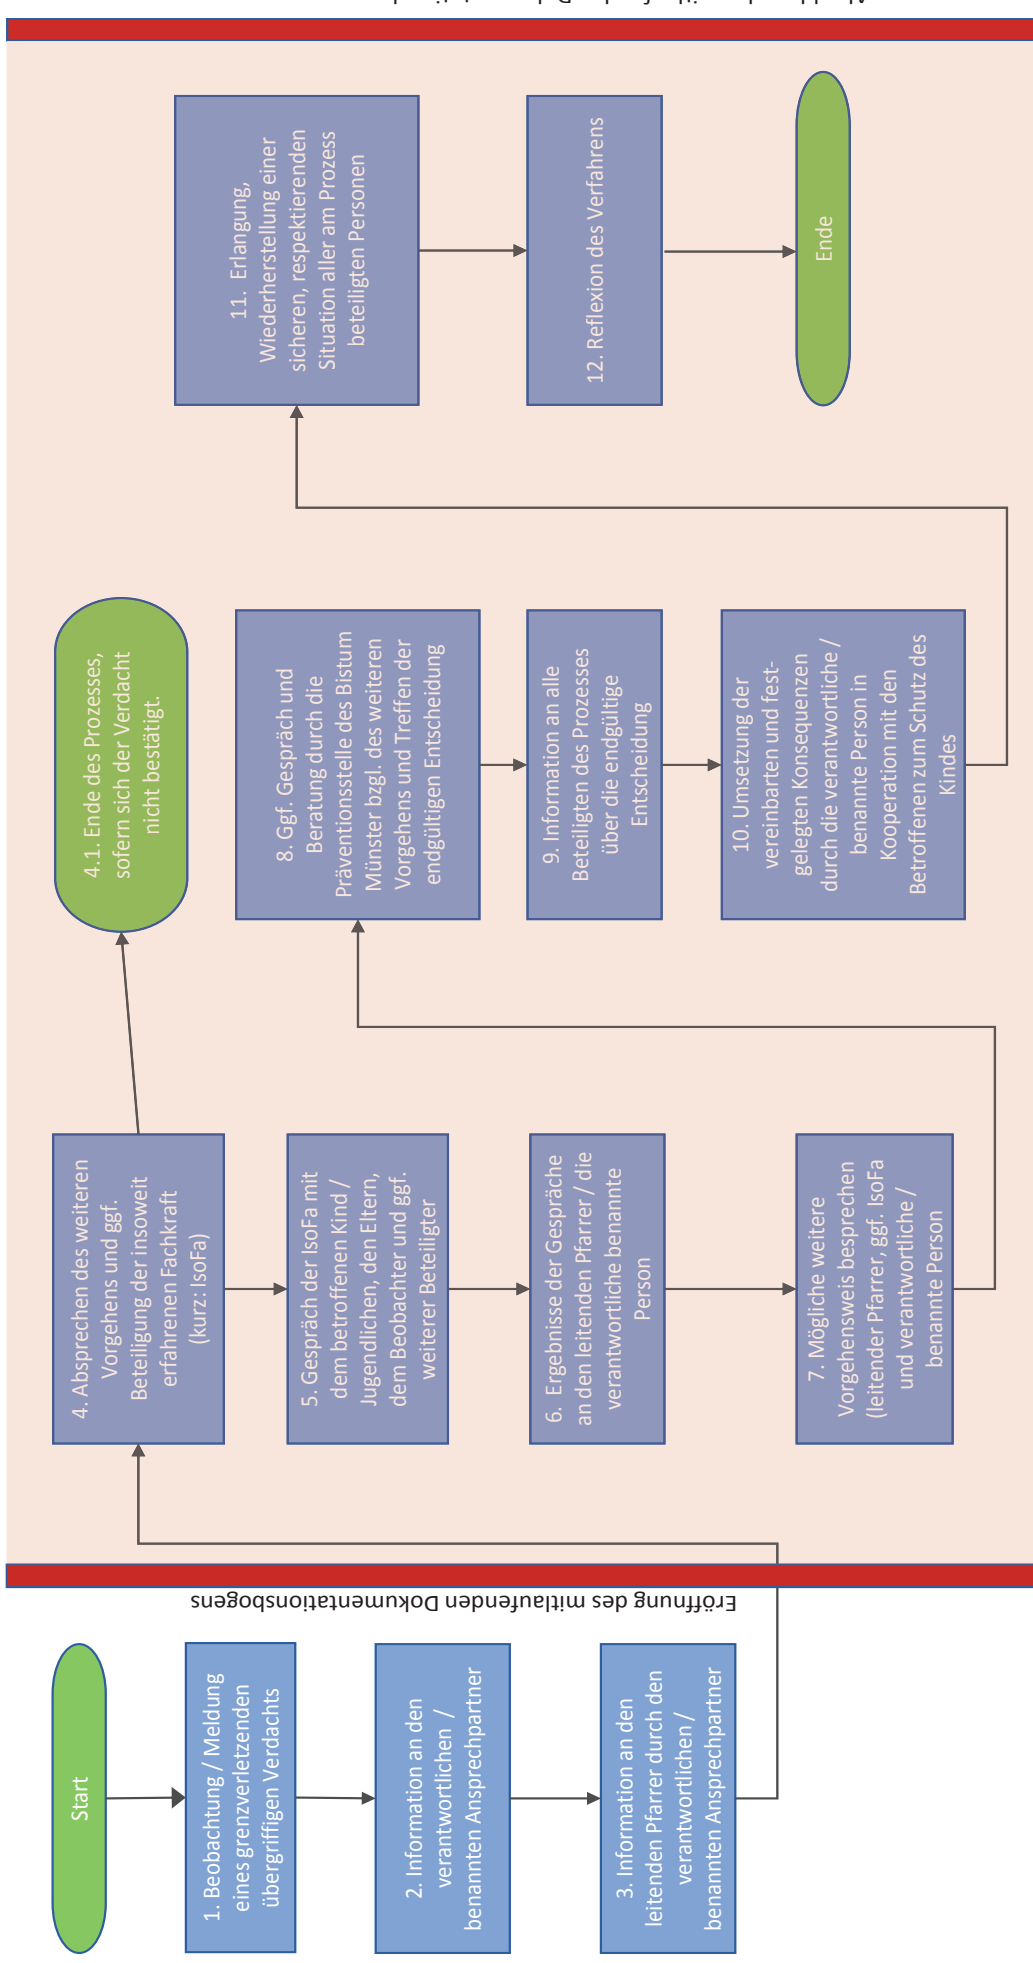 Start
1. Beobachtung / Meldung
eines grenzverletzenden
übergriffigen Verdachts
2. Information an den
verantwortlichen /
benannten Ansprechpartner
3. Information an den
leitenden Pfarrer durch den
verantwortlichen /
benannten Ansprechpartner
Eröffnung des mitlaufenden Dokumentationsbogens
4. Absprechen des weiteren
Vorgehens und ggf.
Beteiligung der insoweit
erfahrenen Fachkraft
(kurz: IsoFa)
5. Gespräch der IsoFa mit
dem betroffenen Kind /
Jugendlichen, den Eltern,
dem Beobachter und ggf.
weiterer Beteiligter
6. Ergebnisse der Gespräche
an den leitenden Pfarrer / die
verantwortliche benannte
Person
7. Mögliche weitere
Vorgehensweis besprechen
(leitender Pfarrer, ggf. IsoFa
und verantwortliche /
benannte Person
4.1. Ende des Prozesses,
sofern sich der Verdacht
nicht bestätigt.
8. Ggf. Gespräch und
Beratung durch die
Präventionsstelle des Bistum
Münster bzgl. des weiteren
Vorgehens und Treffen der
endgültigen Entscheidung
9. Information an alle
Beteiligten des Prozesses
über die endgültige
Entscheidung
10. Umsetzung der
vereinbarten und fest-
gelegten Konsequenzen
durch die verantwortliche /
benannte Person in
Kooperation mit den
Betroffenen zum Schutz des
Kindes
11. Erlangung,
Wiederherstellung einer
sicheren, respektierenden
Situation aller am Prozess
beteiligten Personen
12. Reflexion des Verfahrens
Ende